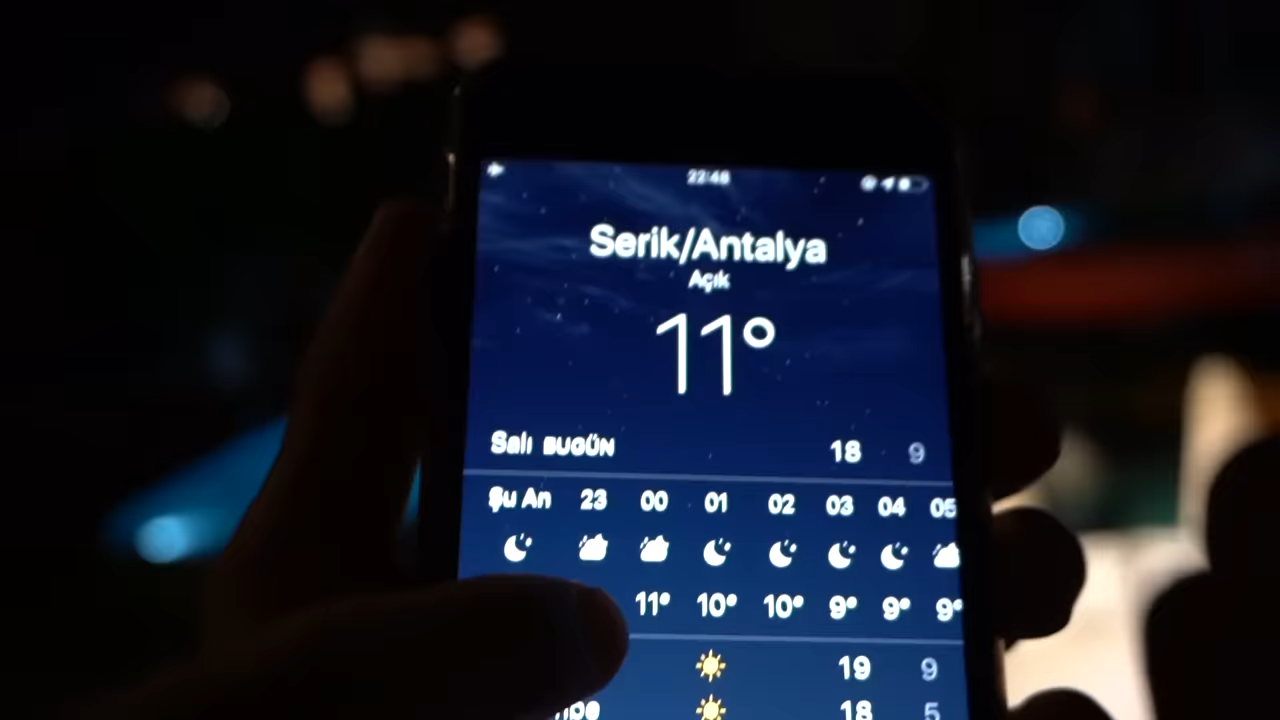 22:48
Serik/Antalya
Açık
11°
Salı BUGÜN 18 9
Şu An 23 00 01 02 03 04 05
11° 10° 10° 9° 9° 9°
19 9
18 5